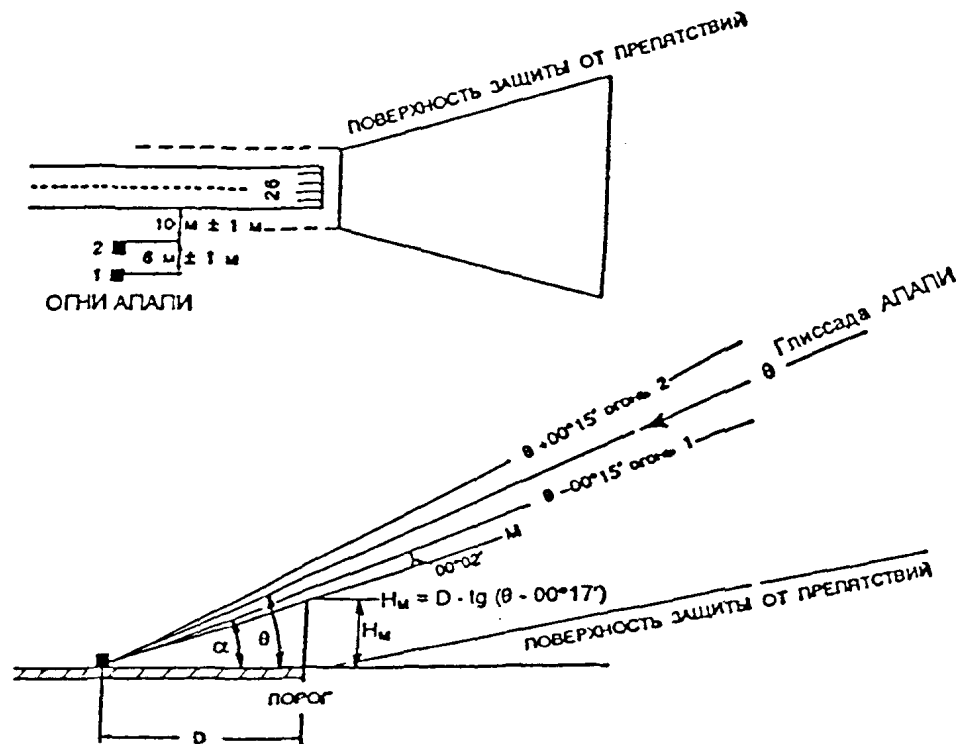 ПОВЕРХНОСТЬ ЗАЩИТЫ ОТ ПРЕПЯТСТВИЙ
26
10 м ± 1 м
2
6 м ± 1 м
1
ОГНИ АПАПИ
Глиссада АПАПИ
θ
θ +00°15' огонь 2
θ −00°15' огонь 1
М
00°02'
Hм = D · tg (θ - 00°17')
Hм
α
θ
ПОВЕРХНОСТЬ ЗАЩИТЫ ОТ ПРЕПЯТСТВИЙ
ПОРОГ
D